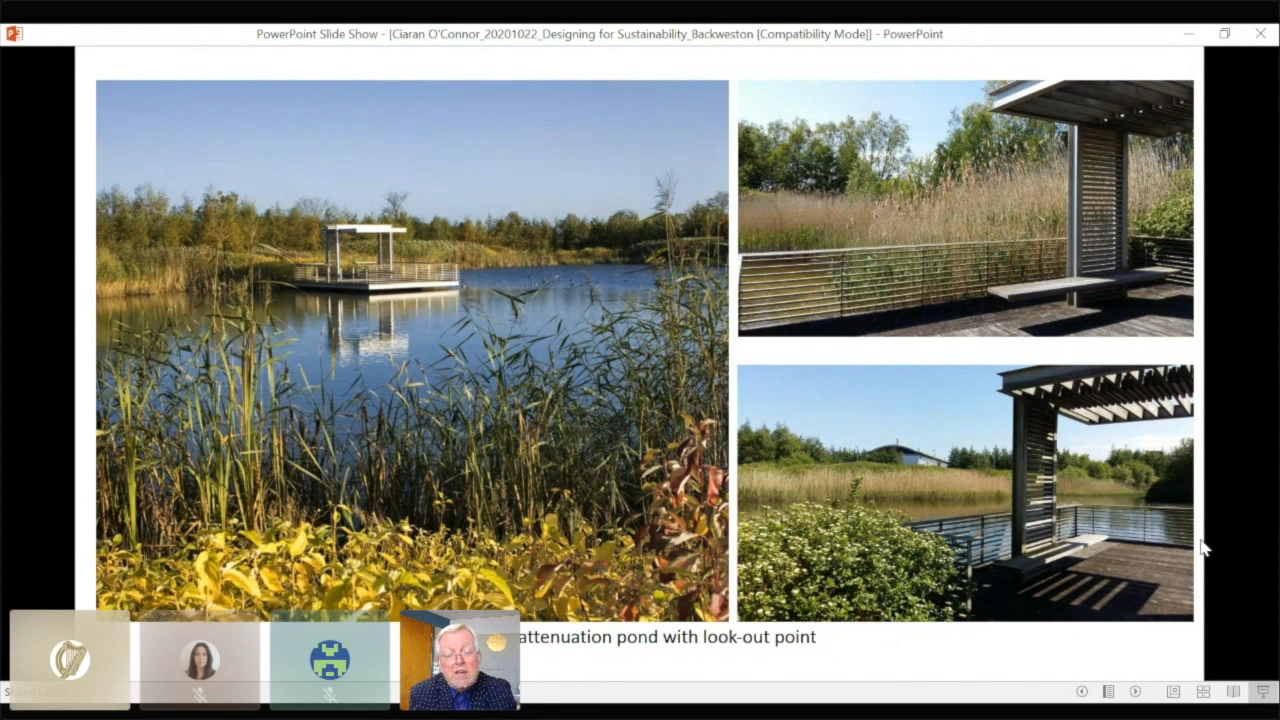 PowerPoint Slide Show - [Ciaran O'Connor_20201022_Designing for Sustainability_Backweston [Compatibility Mode]] - PowerPoint
attenuation pond with look-out point